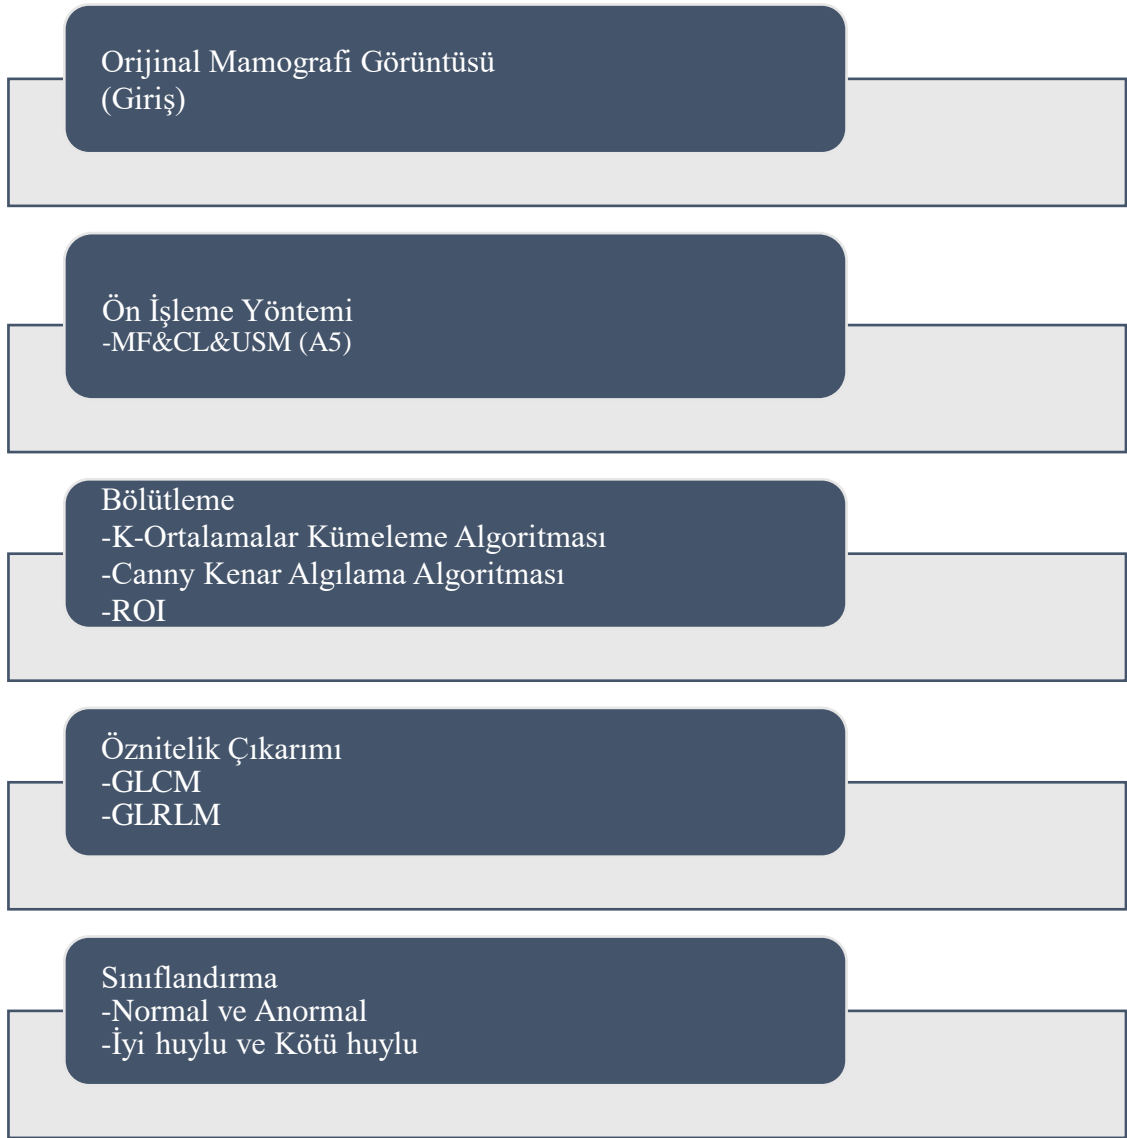 Orijinal Mamografi Görüntüsü
(Giriş)
Ön İşleme Yöntemi
-MF&CL&USM (A5)
Bölütleme
-K-Ortalamalar Kümeleme Algoritması
-Canny Kenar Algılama Algoritması
-ROI
Öznitelik Çıkarımı
-GLCM
-GLRLM
Sınıflandırma
-Normal ve Anormal
-İyi huylu ve Kötü huylu